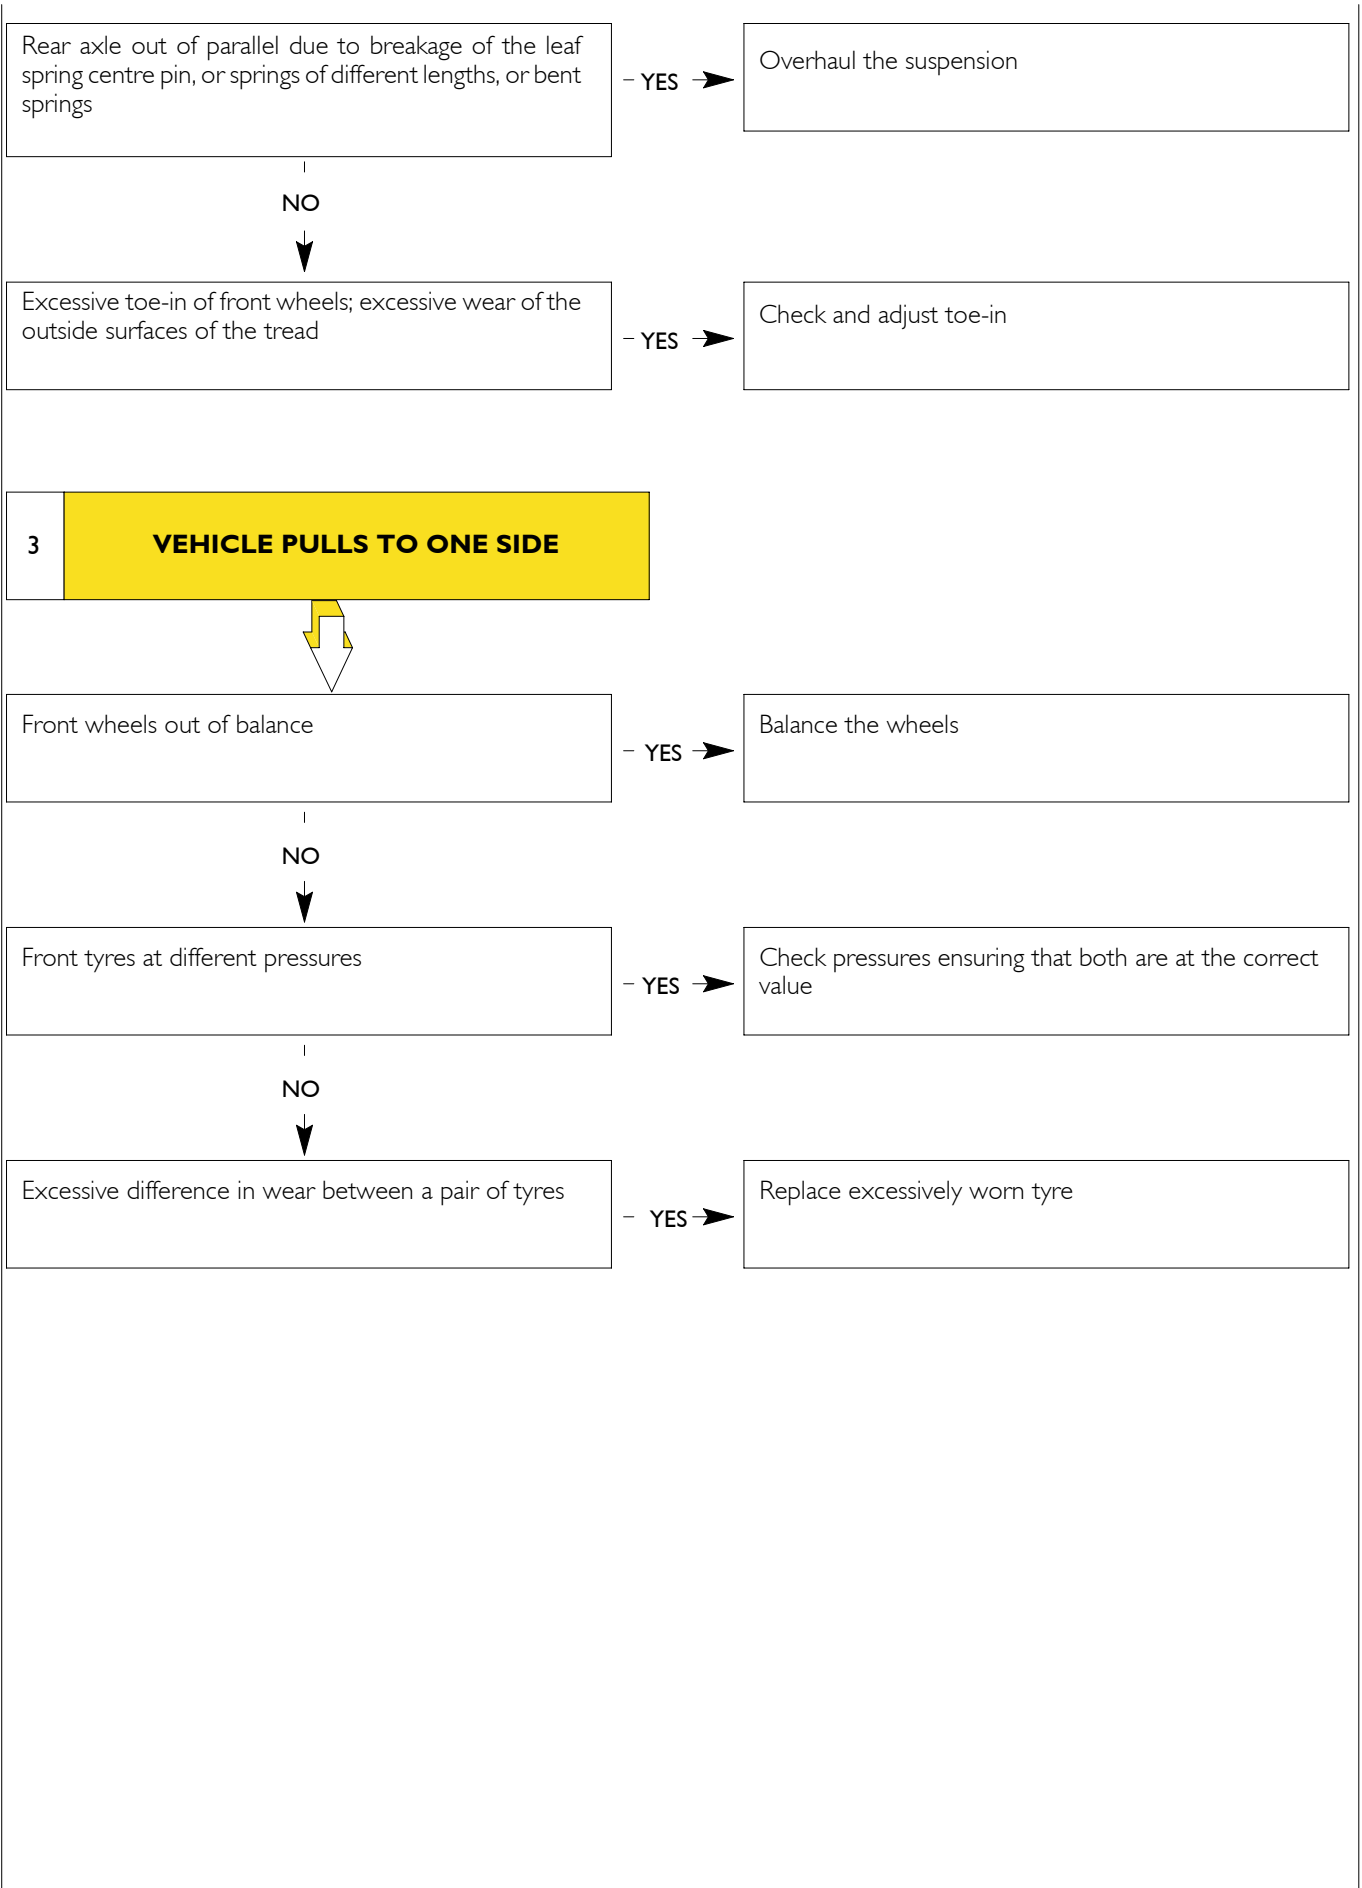 Rear axle out of parallel due to breakage of the leaf
spring centre pin, or springs of different lengths, or bent
springs
YES
Overhaul the suspension
NO
Excessive toe-in of front wheels; excessive wear of the
outside surfaces of the tread
YES
Check and adjust toe-in
3
VEHICLE PULLS TO ONE SIDE
Front wheels out of balance
YES
Balance the wheels
NO
Front tyres at different pressures
YES
Check pressures ensuring that both are at the correct
value
NO
Excessive difference in wear between a pair of tyres
YES
Replace excessively worn tyre